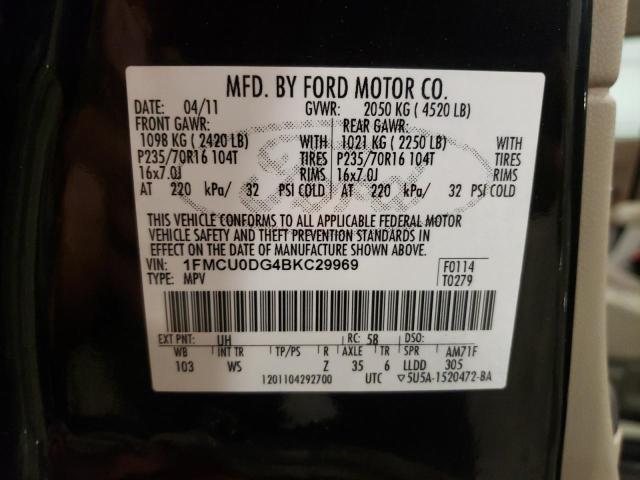 MFD. BY FORD MOTOR CO.
DATE: 04/11 GVWR: 2050 KG ( 4520 LB)
FRONT GAWR: REAR GAWR:
1098 KG ( 2420 LB) WITH 1021 KG ( 2250 LB) WITH
P235/70R16 104T TIRES P235/70R16 104T TIRES
16x7.0J RIMS 16x7.0J RIMS
AT 220 kPa/ 32 PSI COLD AT 220 kPa/ 32 PSI COLD
THIS VEHICLE CONFORMS TO ALL APPLICABLE FEDERAL MOTOR
VEHICLE SAFETY AND THEFT PREVENTION STANDARDS IN
EFFECT ON THE DATE OF MANUFACTURE SHOWN ABOVE.
VIN: 1FMCU0DG4BKC29969 F0114
TYPE: MPV T0279
EXT PNT: UH RC: 58 DSO:
WB INT TR TP/PS R AXLE TR SPR AM71F
103 WS Z 35 6 LLDD 305
1201104292700 UTC ▽5U5A-1520472-BA